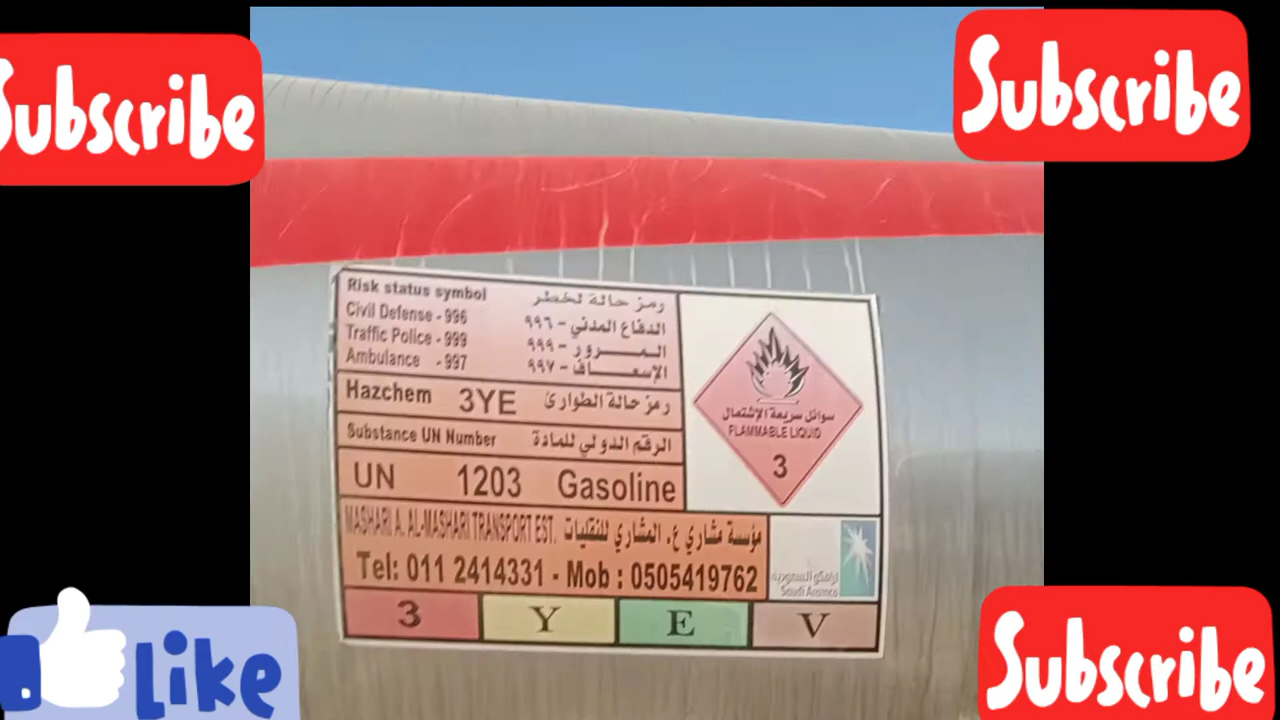 Subscribe
Subscribe
Risk status symbol رمز حالة لخطر
Civil Defense - 996 الدفاع المدني - ٩٩٦
Traffic Police - 999 المـــرور - ٩٩٩
Ambulance - 997 الإسعـــاف - ٩٩٧
Hazchem 3YE رمز حالة الطوارئ
Substance UN Number الرقم الدولي للمادة
UN 1203 Gasoline
سوائل سريعة الإشتعال
FLAMMABLE LIQUID
3
MASHARI A. AL-MASHARI TRANSPORT EST. مؤسسة مشاري ع. المشاري للنقليات
Tel: 011 2414331 - Mob : 0505419762
أرامكو السعودية
Saudi Aramco
3 Y E V
Like
Subscribe